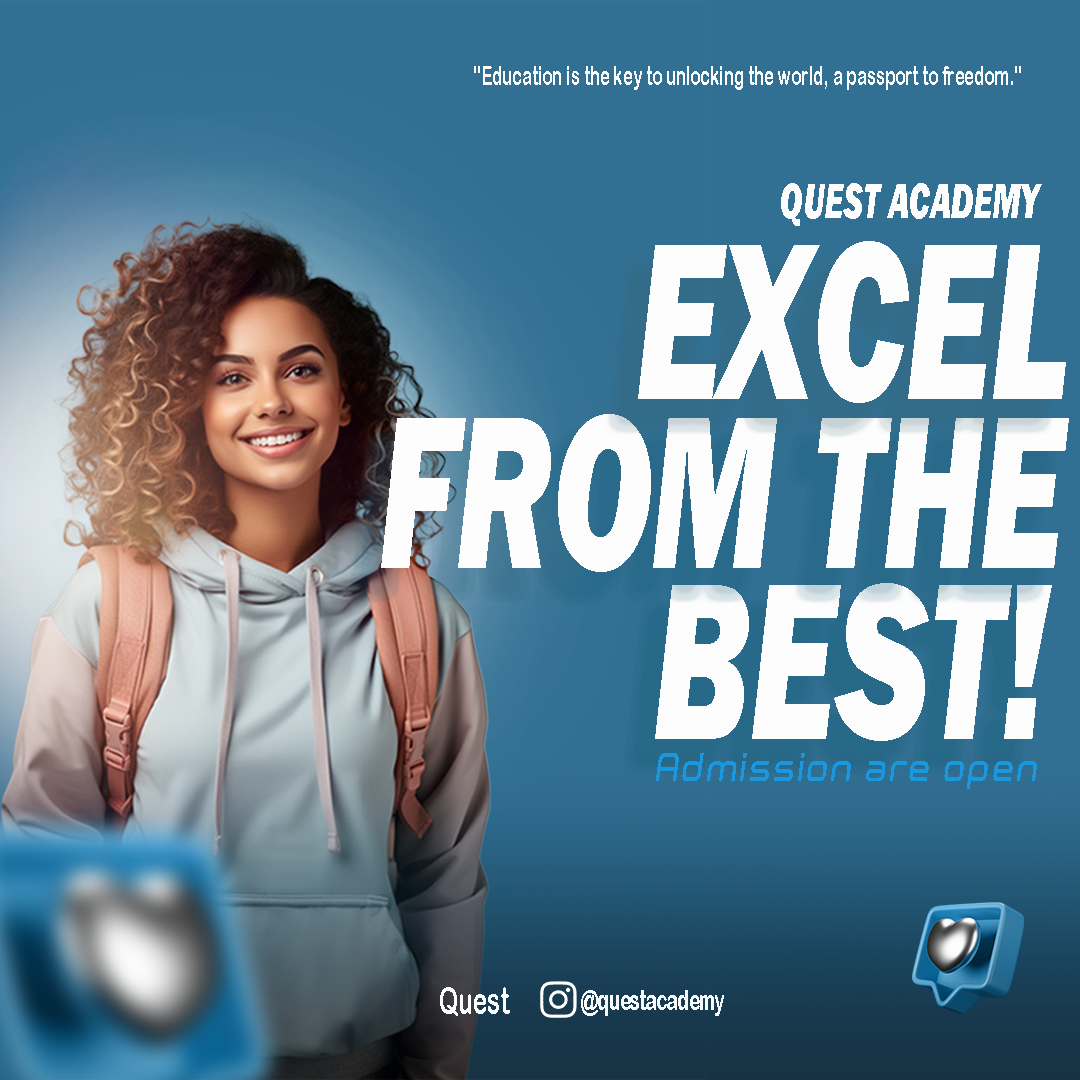 "Education is the key to unlocking the world, a passport to freedom."
QUEST ACADEMY
EXCEL
FROM THE
BEST!
Admission are open
Quest @questacademy